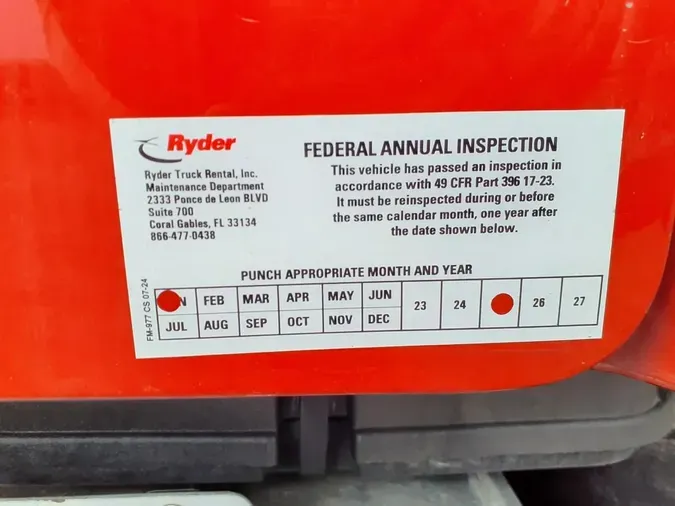 Ryder
Ryder Truck Rental, Inc.
Maintenance Department
2333 Ponce de Leon BLVD
Suite 700
Coral Gables, FL 33134
866-477-0438
FEDERAL ANNUAL INSPECTION
This vehicle has passed an inspection in
accordance with 49 CFR Part 396 17-23.
It must be reinspected during or before
the same calendar month, one year after
the date shown below.
PUNCH APPROPRIATE MONTH AND YEAR
N FEB MAR APR MAY JUN 23 24 26 27
JUL AUG SEP OCT NOV DEC
FM-977 CS 07-24